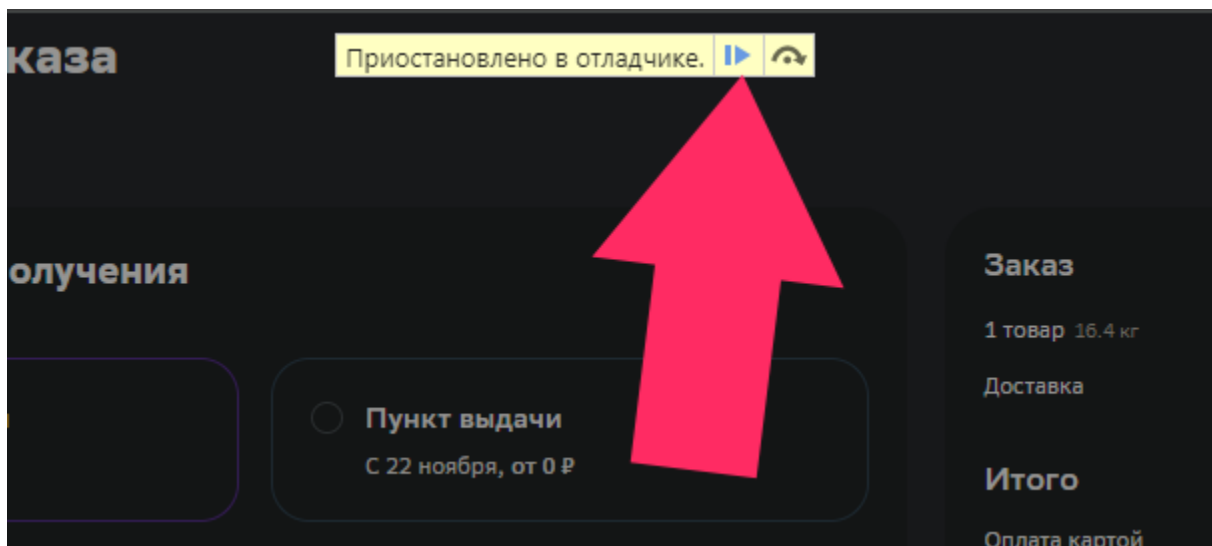 каза
Приостановлено в отладчике.
олучения
Пункт выдачи
С 22 ноября, от 0 ₽
Заказ
1 товар 16.4 кг
Доставка
Итого
Оплата картой